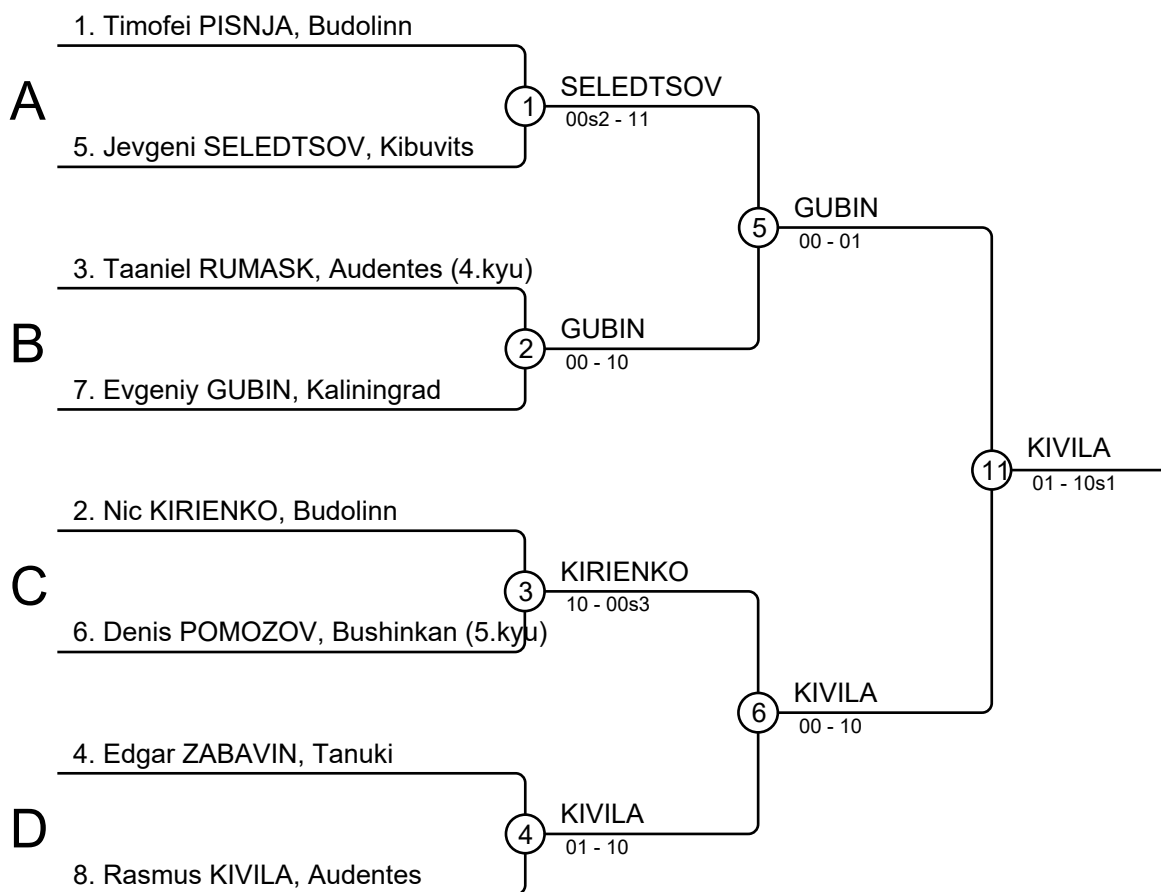 1. Timofei PISNJA, Budolinn
A
1
SELEDTSOV
00s2 - 11
5. Jevgeni SELEDTSOV, Kibuvits
5
GUBIN
00 - 01
3. Taaniel RUMASK, Audentes (4.kyu)
B
2
GUBIN
00 - 10
7. Evgeniy GUBIN, Kaliningrad
11
KIVILA
01 - 10s1
2. Nic KIRIENKO, Budolinn
C
3
KIRIENKO
10 - 00s3
6. Denis POMOZOV, Bushinkan (5.kyu)
6
KIVILA
00 - 10
4. Edgar ZABAVIN, Tanuki
D
4
KIVILA
01 - 10
8. Rasmus KIVILA, Audentes